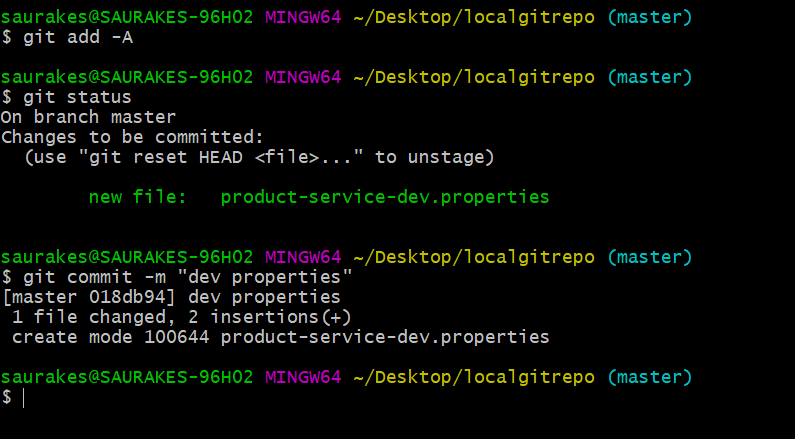 saurakes@SAURAKES-96H02 MINGW64 ~/Desktop/localgitrepo (master)
$ git add -A
saurakes@SAURAKES-96H02 MINGW64 ~/Desktop/localgitrepo (master)
$ git status
On branch master
Changes to be committed:
  (use "git reset HEAD <file>..." to unstage)
        new file:   product-service-dev.properties
saurakes@SAURAKES-96H02 MINGW64 ~/Desktop/localgitrepo (master)
$ git commit -m "dev properties"
[master 018db94] dev properties
 1 file changed, 2 insertions(+)
 create mode 100644 product-service-dev.properties
saurakes@SAURAKES-96H02 MINGW64 ~/Desktop/localgitrepo (master)
$